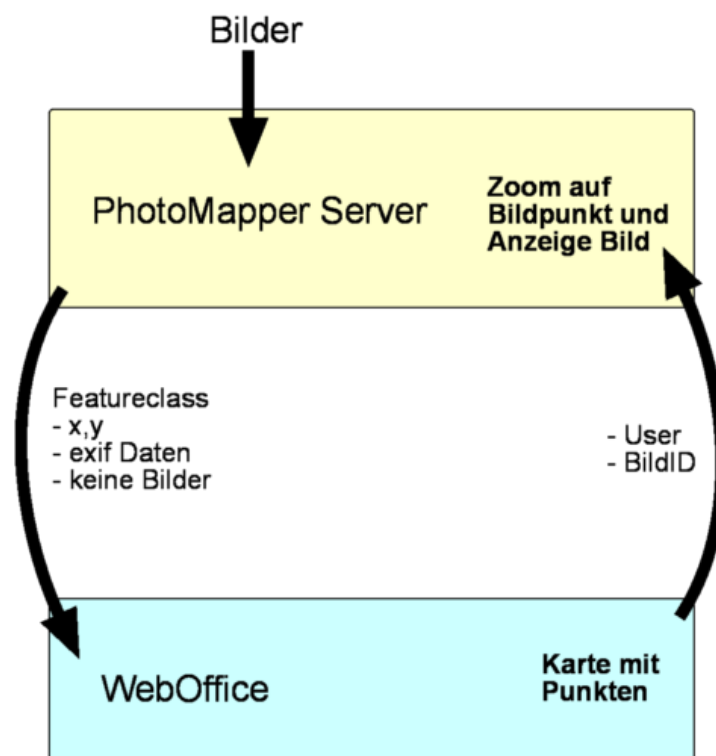 Bilder
PhotoMapper Server
Zoom auf
Bildpunkt und
Anzeige Bild
Featureclass
- x,y
- exif Daten
- keine Bilder
- User
- BildID
WebOffice
Karte mit
Punkten